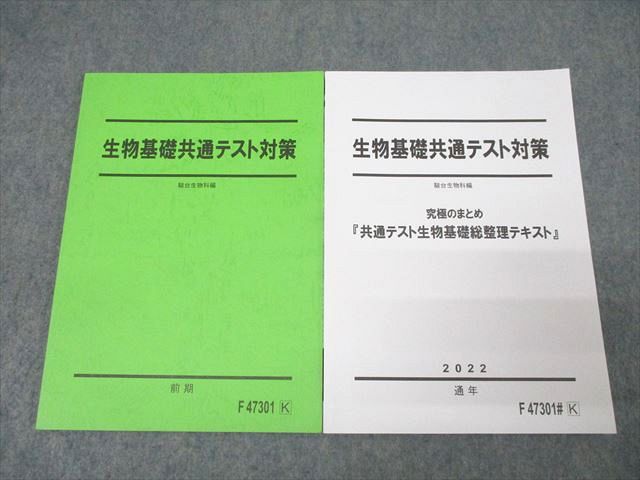 生物基礎共通テスト対策
駿台生物科編
前期
F 47301 K
生物基礎共通テスト対策
駿台生物科編
究極のまとめ
『共通テスト生物基礎総整理テキスト』
2022
通年
F 47301# K